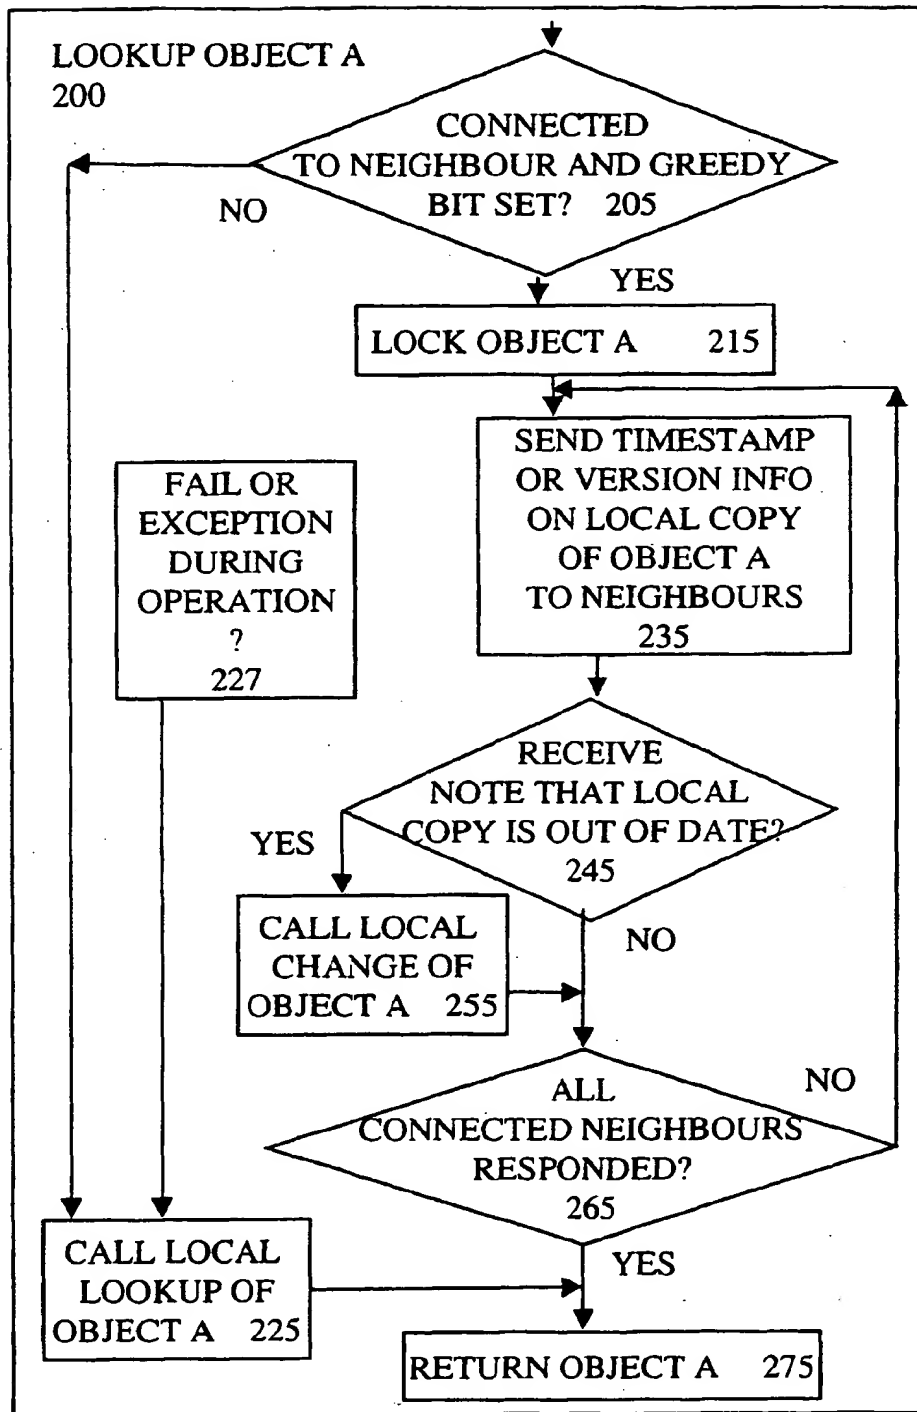 LOOKUP OBJECT A
200
CONNECTED
TO NEIGHBOUR AND GREEDY
BIT SET? 205
NO
YES
LOCK OBJECT A 215
SEND TIMESTAMP
OR VERSION INFO
ON LOCAL COPY
OF OBJECT A
TO NEIGHBOURS
235
FAIL OR
EXCEPTION
DURING
OPERATION
?
227
RECEIVE
NOTE THAT LOCAL
COPY IS OUT OF DATE?
245
YES
NO
CALL LOCAL
CHANGE OF
OBJECT A 255
ALL
CONNECTED NEIGHBOURS
RESPONDED?
265
NO
YES
CALL LOCAL
LOOKUP OF
OBJECT A 225
RETURN OBJECT A 275